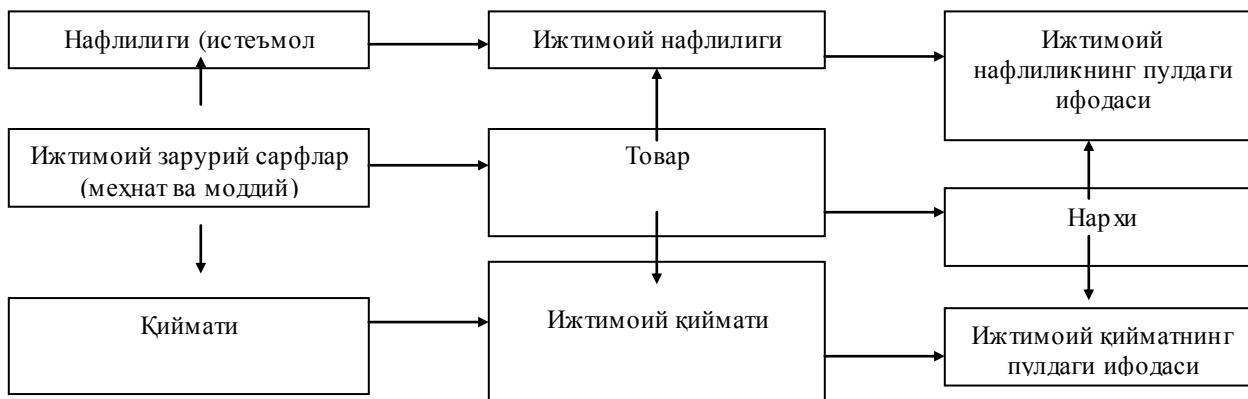 Нафлилиги (истеъмол
Ижтимоий нафлилиги
Ижтимоий
нафлиликнинг пулдаги
ифодаси
Ижтимоий зарурий сарфлар
(меҳнат ва моддий)
Товар
Нархи
Қиймати
Ижтимоий қиймати
Ижтимоий қийматнинг
пулдаги ифодаси